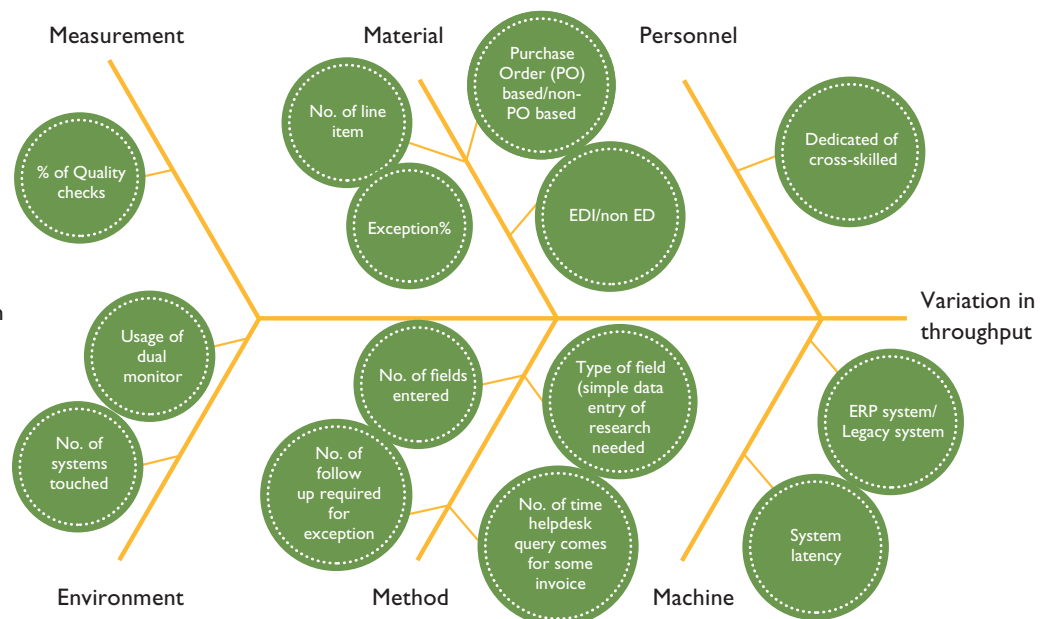 Measurement
Material
Personnel
Purchase
Order (PO)
based/non-
PO based
No. of line
item
Dedicated of
cross-skilled
% of Quality
checks
Exception%
EDI/non ED
Variation in
throughput
Usage of
dual
monitor
No. of fields
entered
Type of field
(simple data
entry of
research
needed
ERP system/
Legacy system
No. of
systems
touched
No. of
follow
up required
for
exception
No. of time
helpdesk
query comes
for some
invoice
System
latency
Environment
Method
Machine